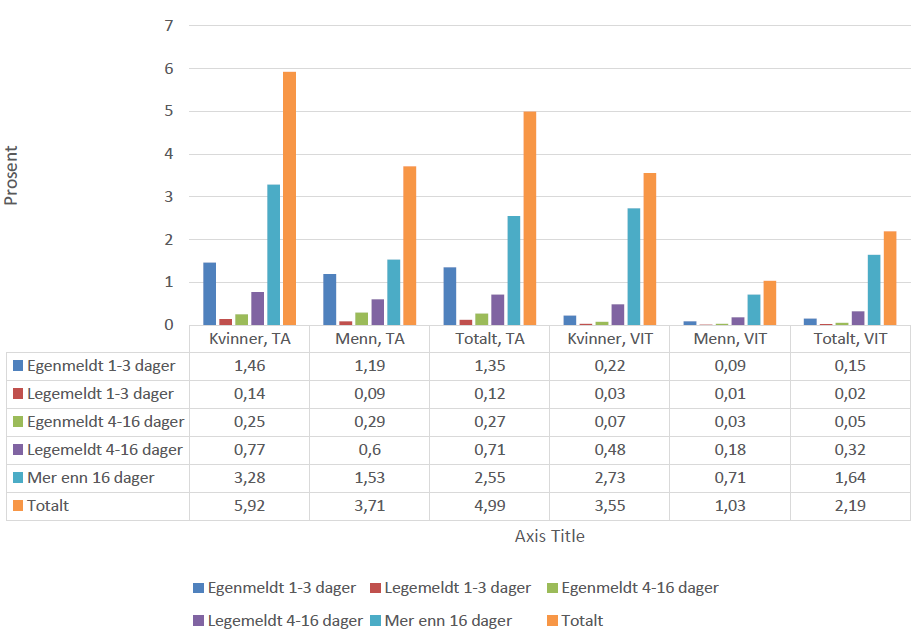 7
6
5
4
3
2
1
0
Prosent
Kvinner, TA Menn, TA Totalt, TA Kvinner, VIT Menn, VIT Totalt, VIT
Egenmeldt 1-3 dager 1,46 1,19 1,35 0,22 0,09 0,15
Legemeldt 1-3 dager 0,14 0,09 0,12 0,03 0,01 0,02
Egenmeldt 4-16 dager 0,25 0,29 0,27 0,07 0,03 0,05
Legemeldt 4-16 dager 0,77 0,6 0,71 0,48 0,18 0,32
Mer enn 16 dager 3,28 1,53 2,55 2,73 0,71 1,64
Totalt 5,92 3,71 4,99 3,55 1,03 2,19
Axis Title
Egenmeldt 1-3 dager Legemeldt 1-3 dager Egenmeldt 4-16 dager
Legemeldt 4-16 dager Mer enn 16 dager Totalt